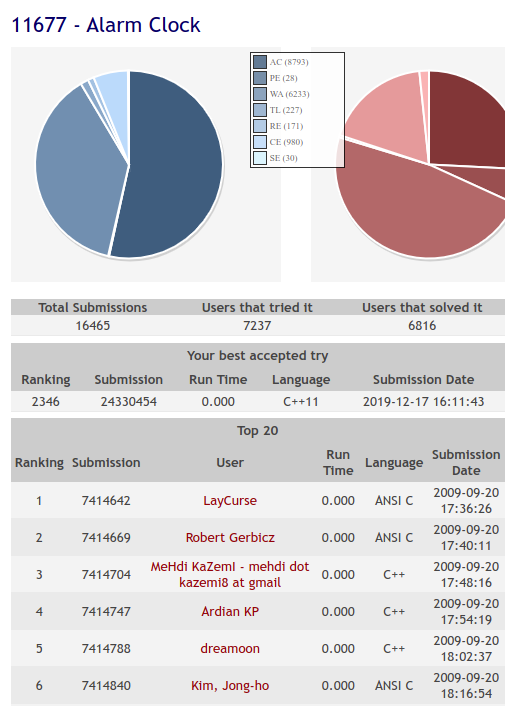 11677 - Alarm Clock
AC (8793)
PE (28)
WA (6233)
TL (227)
RE (171)
CE (980)
SE (30)
Total Submissions Users that tried it Users that solved it
16465 7237 6816
Your best accepted try
Ranking Submission Run Time Language Submission Date
2346 24330454 0.000 C++11 2019-12-17 16:11:43
Top 20
Ranking Submission User Run Time Language Submission Date
1 7414642 LayCurse 0.000 ANSI C 2009-09-20 17:36:26
2 7414669 Robert Gerbicz 0.000 ANSI C 2009-09-20 17:40:11
3 7414704 MeHdi KaZemI - mehdi dot kazemi8 at gmail 0.000 C++ 2009-09-20 17:48:16
4 7414747 Ardian KP 0.000 C++ 2009-09-20 17:54:19
5 7414788 dreamoon 0.000 C++ 2009-09-20 18:02:37
6 7414840 Kim, Jong-ho 0.000 ANSI C 2009-09-20 18:16:54